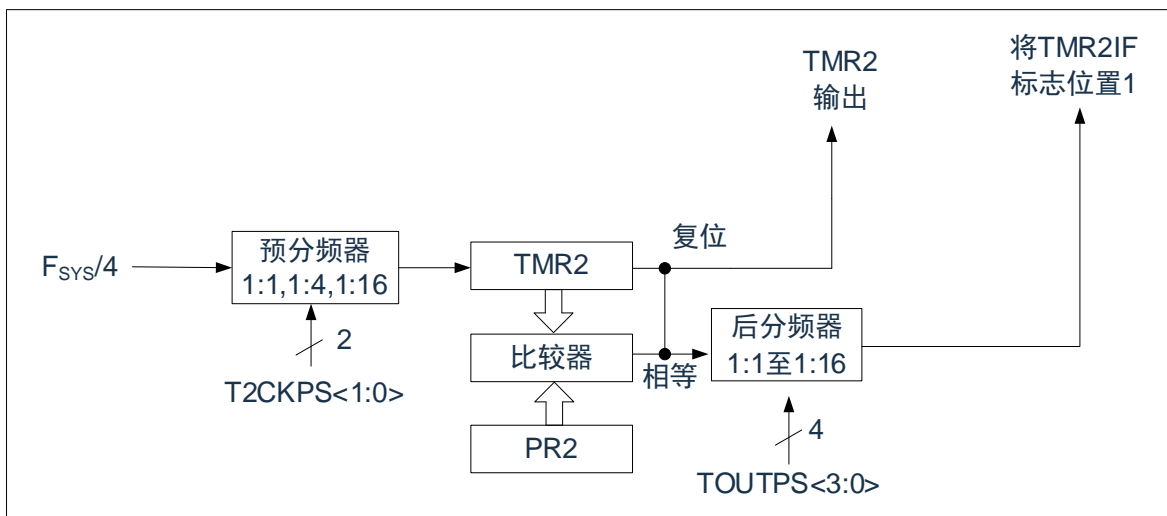 TMR2
输出
将TMR2IF
标志位置1
F_SYS/4
预分频器
1:1,1:4,1:16
2
T2CKPS<1:0>
TMR2
复位
比较器
相等
PR2
后分频器
1:1至1:16
4
TOUTPS<3:0>